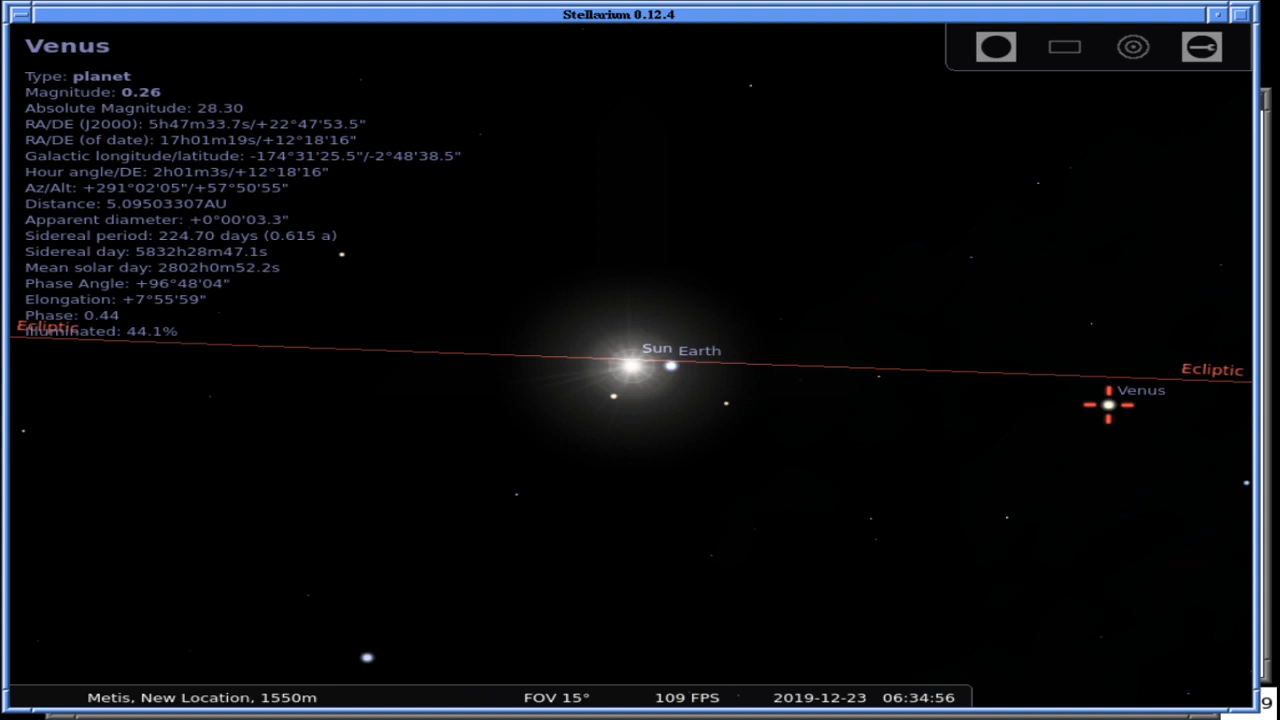 Stellarium 0.12.4
Venus
Type: planet
Magnitude: 0.26
Absolute Magnitude: 28.30
RA/DE (J2000): 5h47m33.7s/+22°47'53.5"
RA/DE (of date): 17h01m19s/+12°18'16"
Galactic longitude/latitude: -174°31'25.5"/-2°48'38.5"
Hour angle/DE: 2h01m3s/+12°18'16"
Az/Alt: +291°02'05"/+57°50'55"
Distance: 5.09503307AU
Apparent diameter: +0°00'03.3"
Sidereal period: 224.70 days (0.615 a)
Sidereal day: 5832h28m47.1s
Mean solar day: 2802h0m52.2s
Phase Angle: +96°48'04"
Elongation: +7°55'59"
Phase: 0.44
Ecliptic
Illuminated: 44.1%
Sun Earth
Ecliptic
Venus
Metis, New Location, 1550m FOV 15° 109 FPS 2019-12-23 06:34:56
9